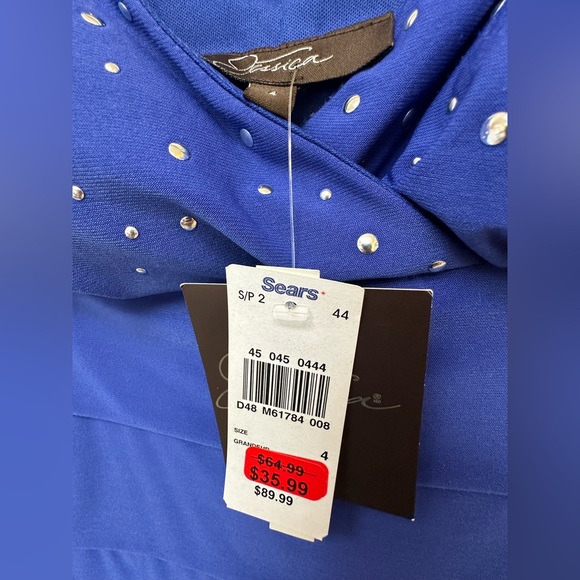 Jessica
4
Sears
S/P 2
44
45 045 0444
D48 M61784 008
SIZE
GRANDEUR
4
$64.99
$35.99
$89.99